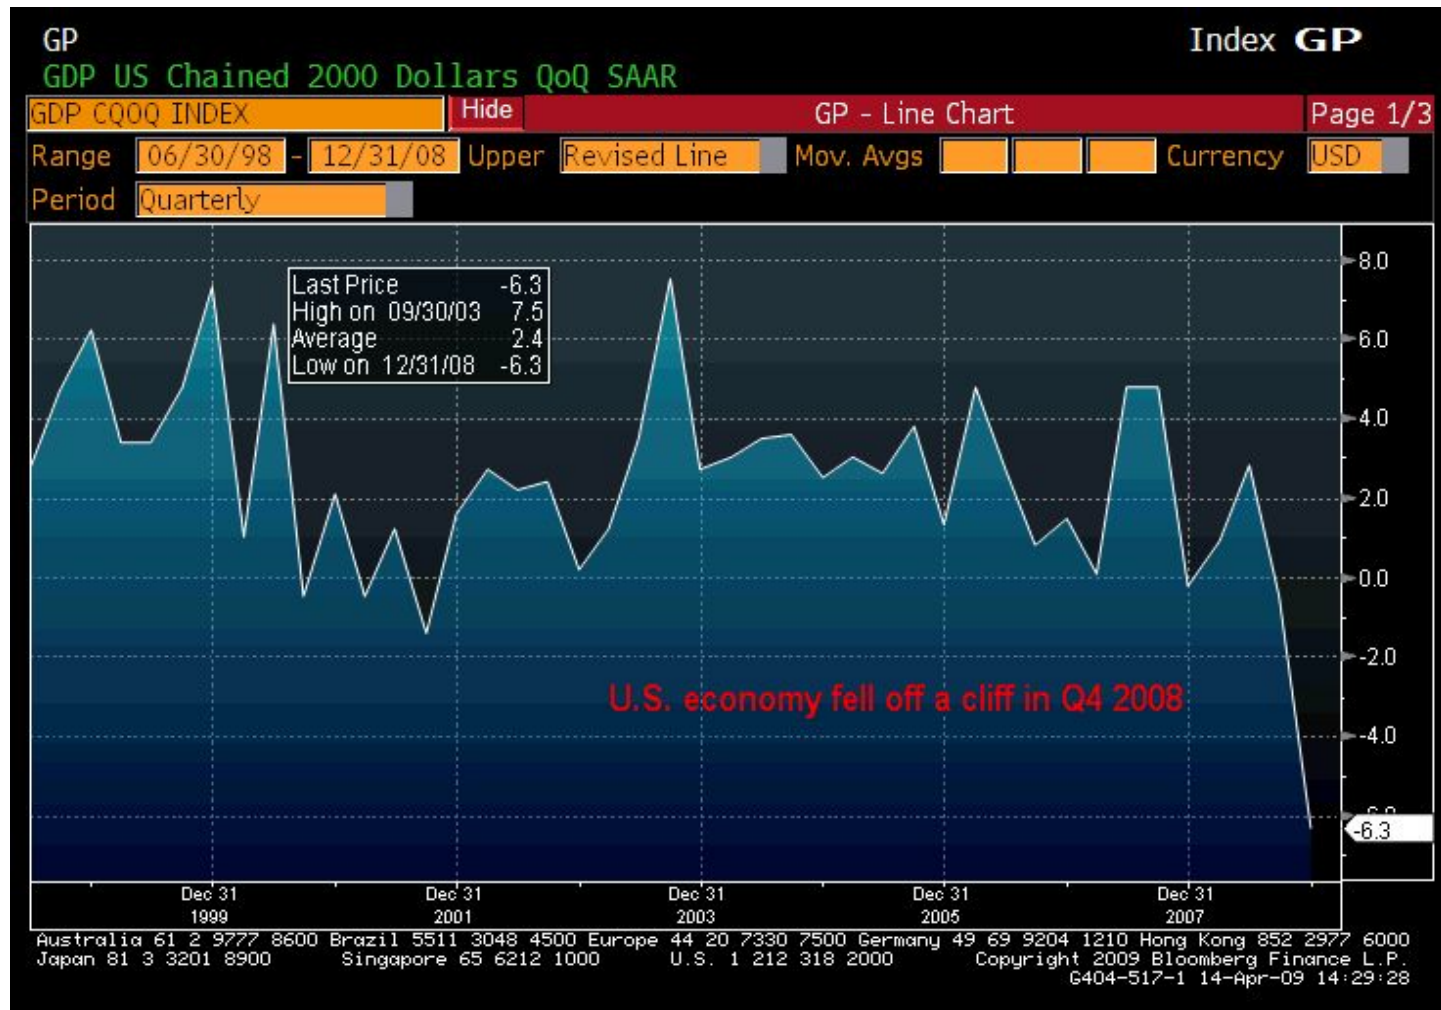 GP Index GP
GDP US Chained 2000 Dollars QoQ SAAR
GDP CQOQ INDEX Hide GP - Line Chart Page 1/3
Range 06/30/98 - 12/31/08 Upper Revised Line Mov. Avgs Currency USD
Period Quarterly
Last Price -6.3
High on 09/30/03 7.5
Average 2.4
Low on 12/31/08 -6.3
8.0
6.0
4.0
2.0
0.0
-2.0
-4.0
-6.3
U.S. economy fell off a cliff in Q4 2008
Dec 31 Dec 31 Dec 31 Dec 31 Dec 31
1999 2001 2003 2005 2007
Australia 61 2 9777 8600 Brazil 5511 3048 4500 Europe 44 20 7330 7500 Germany 49 69 9204 1210 Hong Kong 852 2977 6000
Japan 81 3 3201 8900 Singapore 65 6212 1000 U.S. 1 212 318 2000 Copyright 2009 Bloomberg Finance L.P.
G404-517-1 14-Apr-09 14:29:28